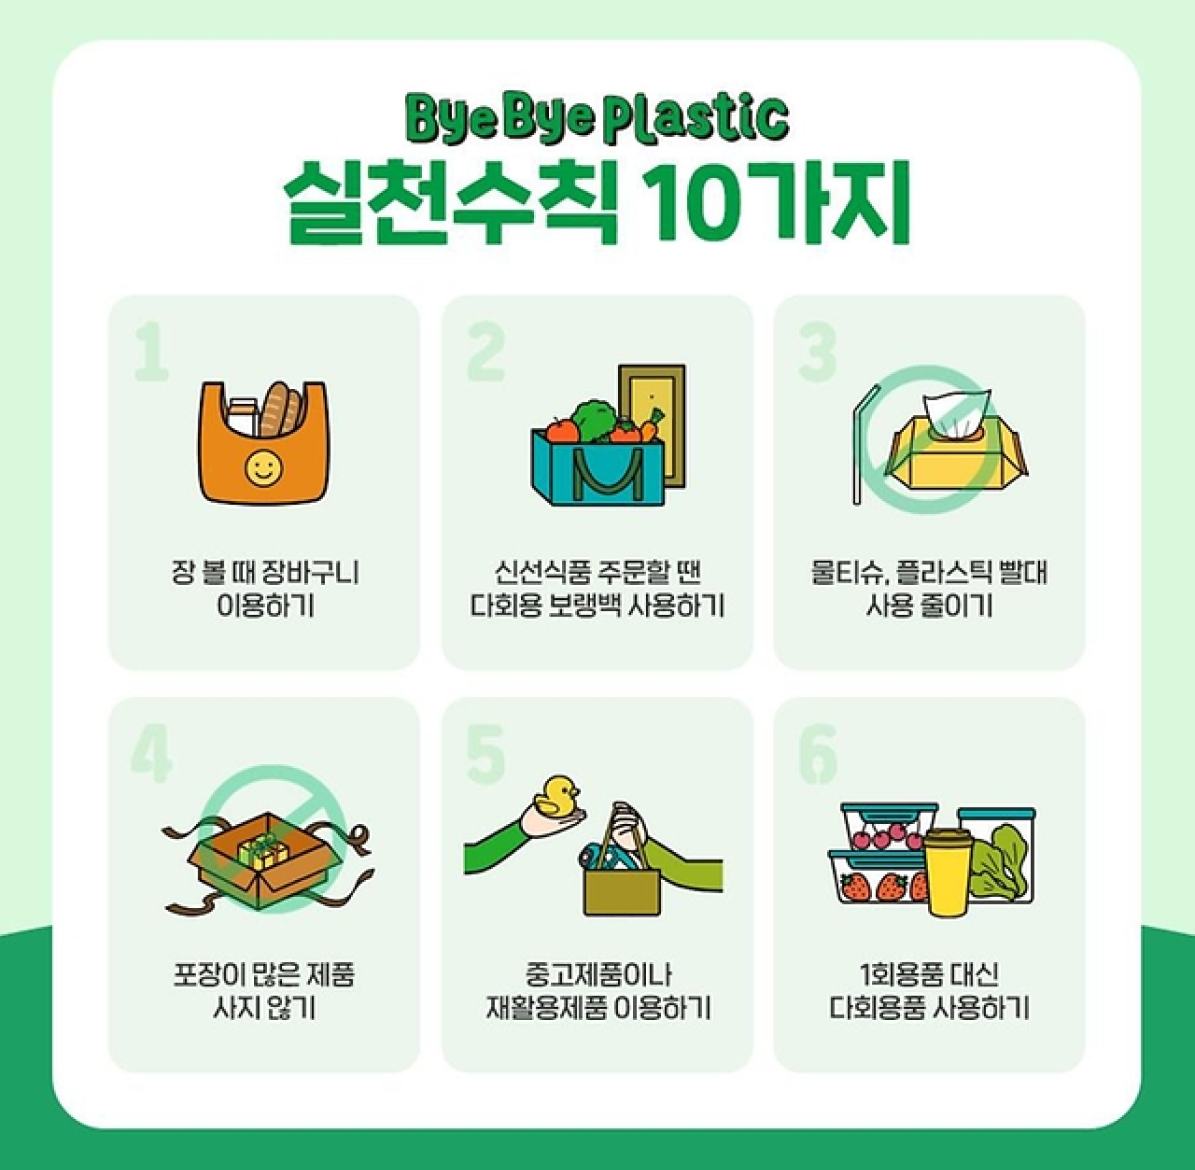 Bye Bye Plastic
실천수칙 10가지
1
장 볼 때 장바구니
이용하기
2
신선식품 주문할 땐
다회용 보랭백 사용하기
3
물티슈, 플라스틱 빨대
사용 줄이기
4
포장이 많은 제품
사지 않기
5
중고제품이나
재활용제품 이용하기
6
1회용품 대신
다회용품 사용하기